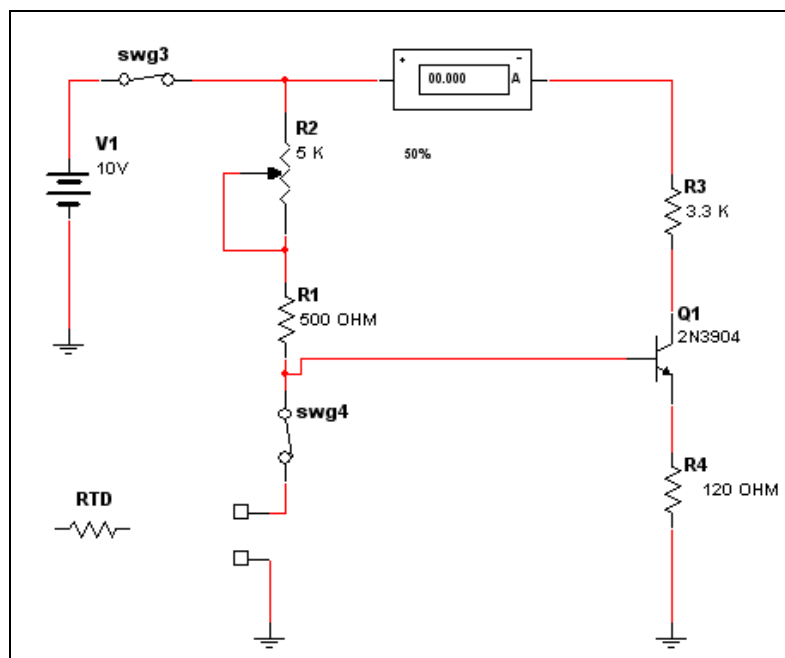 swg3
+
-
00.000
A
V1
10V
R2
5 K
50%
R3
3.3 K
R1
500 OHM
Q1
2N3904
swg4
R4
120 OHM
RTD